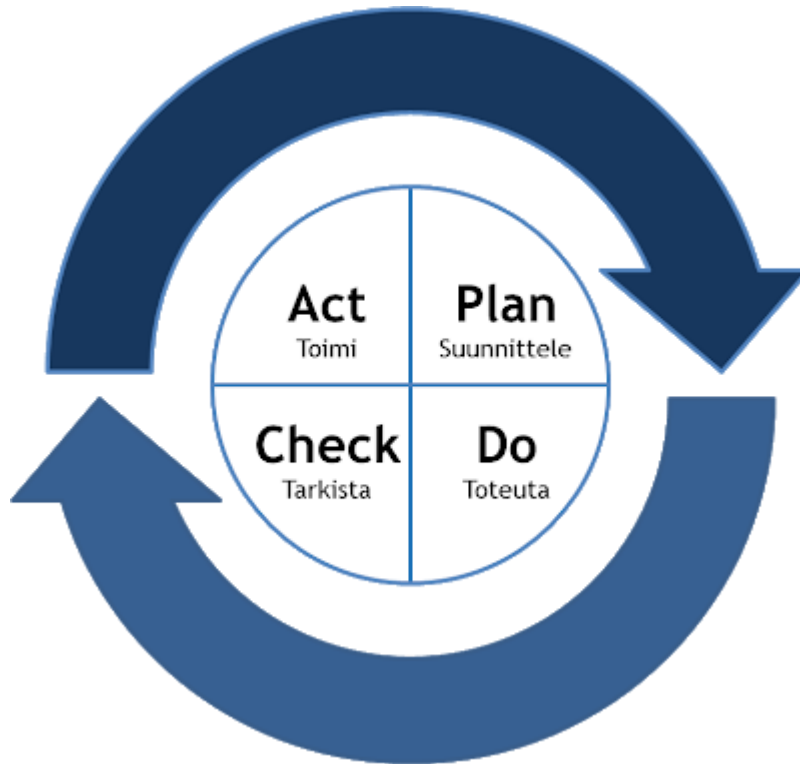 Act
Toimi
Plan
Suunnittele
Check
Tarkista
Do
Toteuta